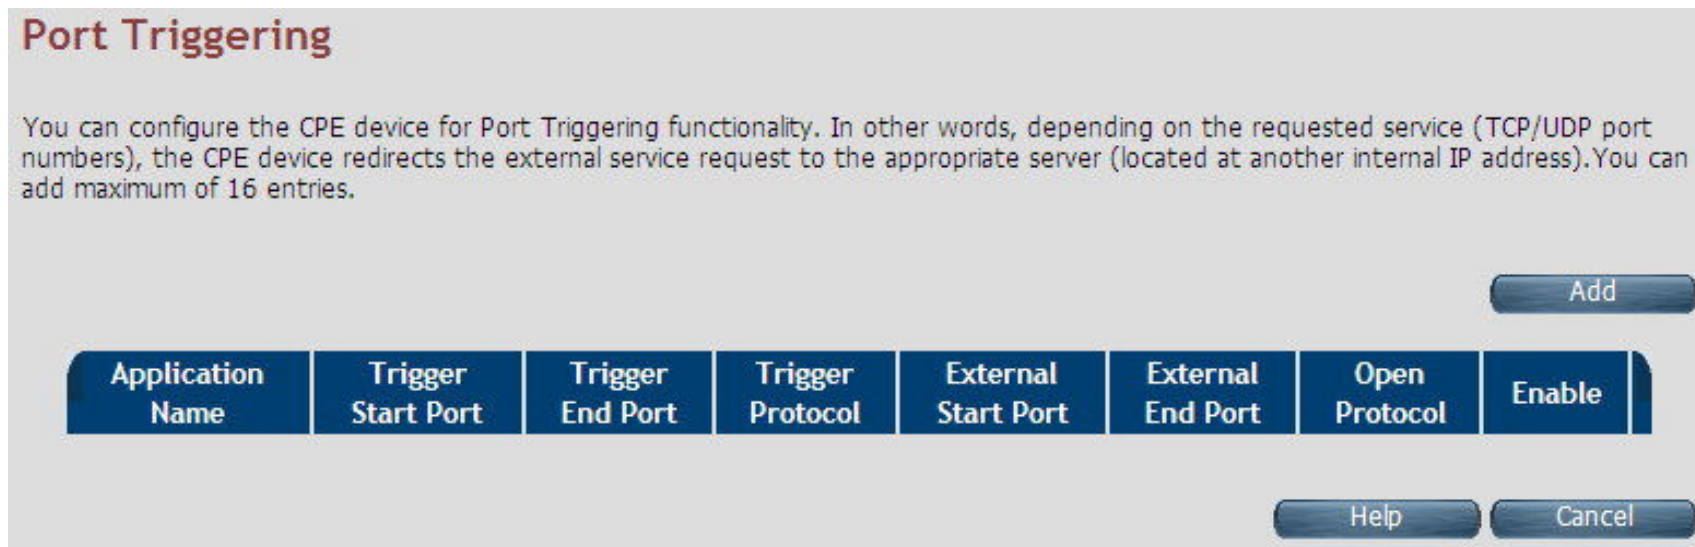 Port Triggering
You can configure the CPE device for Port Triggering functionality. In other words, depending on the requested service (TCP/UDP port
numbers), the CPE device redirects the external service request to the appropriate server (located at another internal IP address).You can
add maximum of 16 entries.
Add
Application Name
Trigger Start Port
Trigger End Port
Trigger Protocol
External Start Port
External End Port
Open Protocol
Enable
Help
Cancel